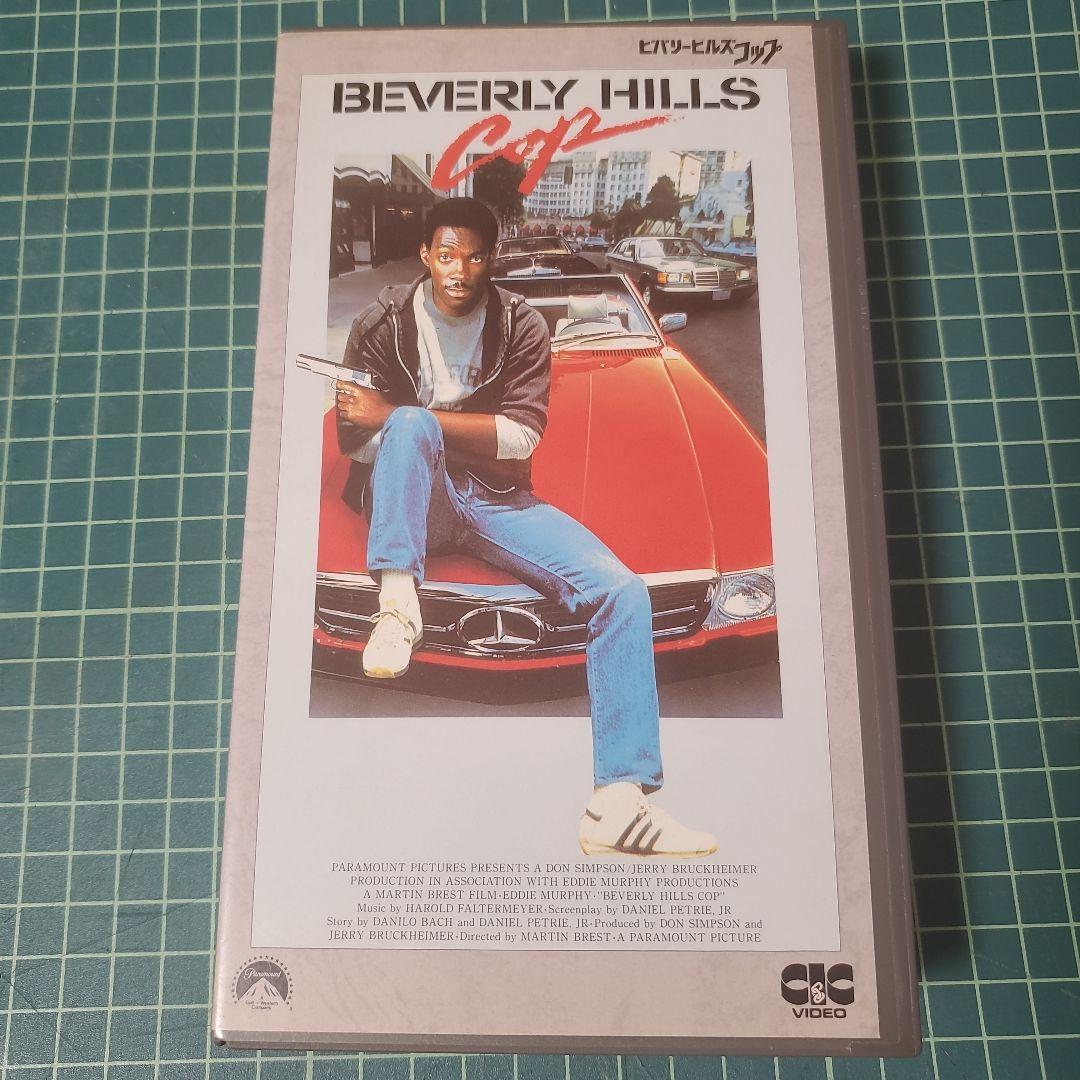 ビバリーヒルズコップ
BEVERLY HILLS
Cop
PARAMOUNT PICTURES PRESENTS A DON SIMPSON/JERRY BRUCKHEIMER
PRODUCTION IN ASSOCIATION WITH EDDIE MURPHY PRODUCTIONS
A MARTIN BREST FILM·EDDIE MURPHY·"BEVERLY HILLS COP"
Music by HAROLD FALTERMEYER·Screenplay by DANIEL PETRIE, JR
Story by DANILO BACH and DANIEL PETRIE, JR·Produced by DON SIMPSON and
JERRY BRUCKHEIMER·Directed by MARTIN BREST·A PARAMOUNT PICTURE
Paramount
Gulf + Western
Company
CIC
VIDEO